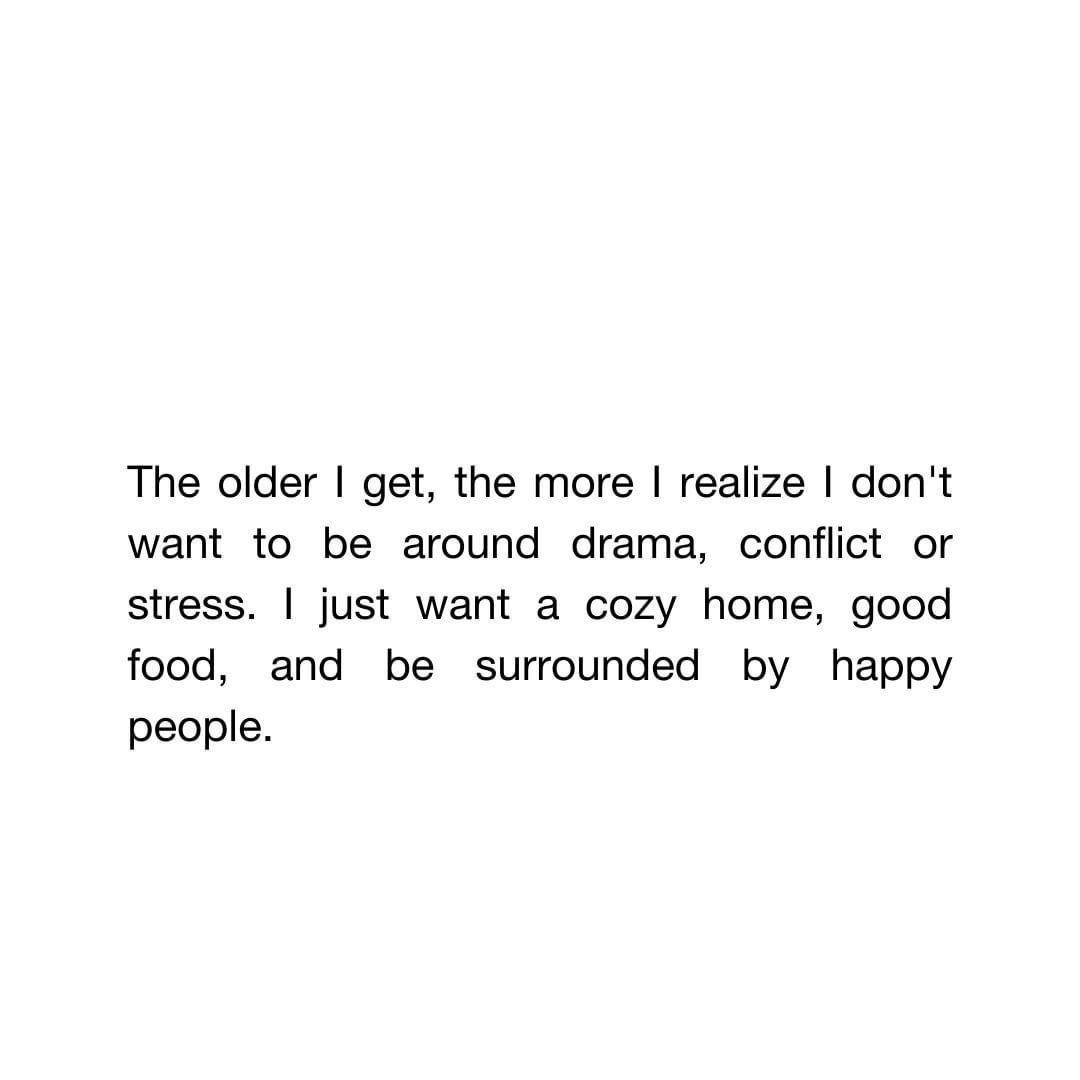 The older I get, the more I realize I don't
want to be around drama, conflict or
stress. I just want a cozy home, good
food, and be surrounded by happy
people.